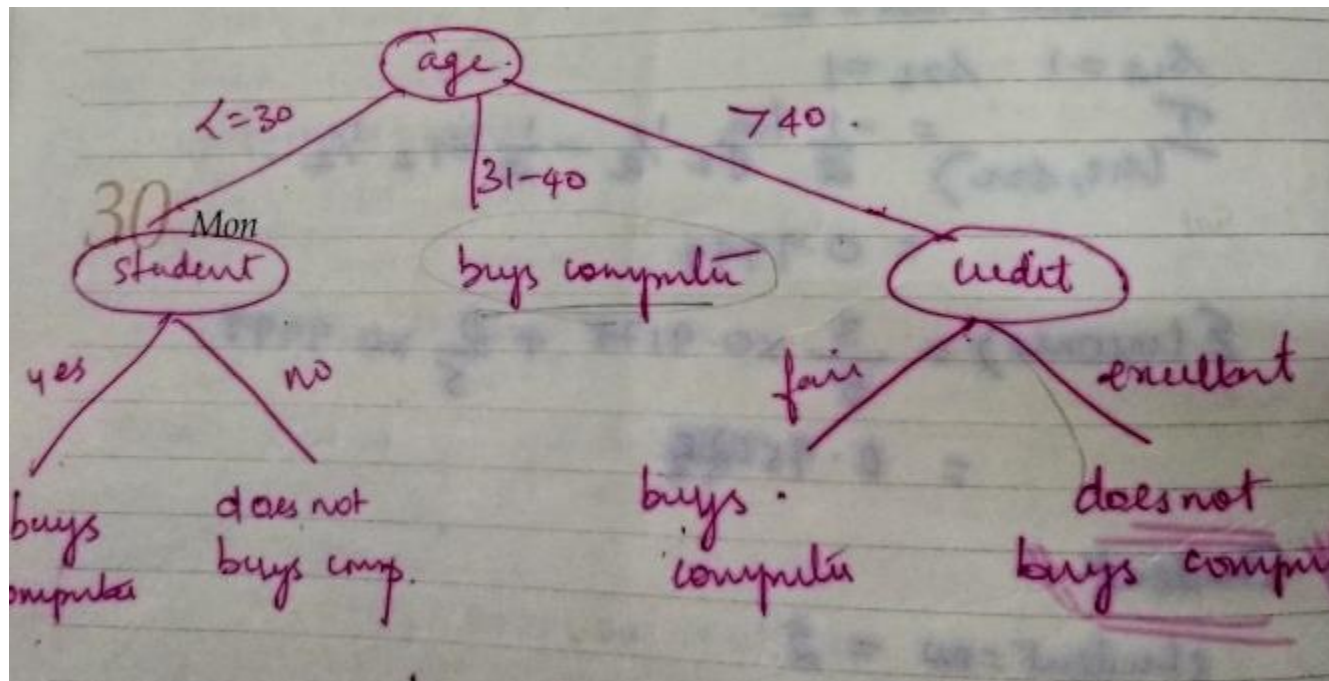 age.
<=30
31-40
>40.
30 Mon
student
buys computer
credit
yes
no
fair
excellent
buys
computer
does not
buys comp.
buys.
computer
does not
buys compu